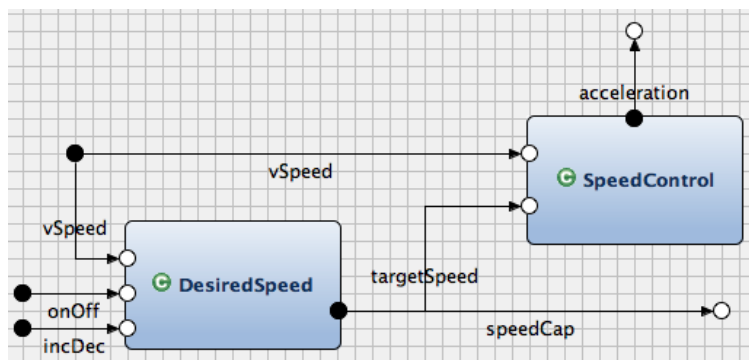 acceleration
vSpeed
C SpeedControl
vSpeed
C DesiredSpeed
targetSpeed
onOff
speedCap
incDec